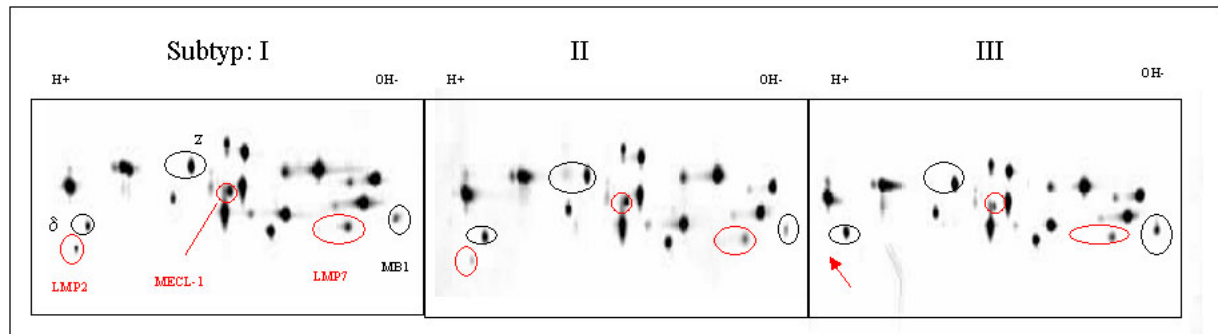 Subtyp: I
II
III
H+
OH-
H+
OH-
H+
OH-
Z
δ
LMP2
MECL-1
LMP7
MB1